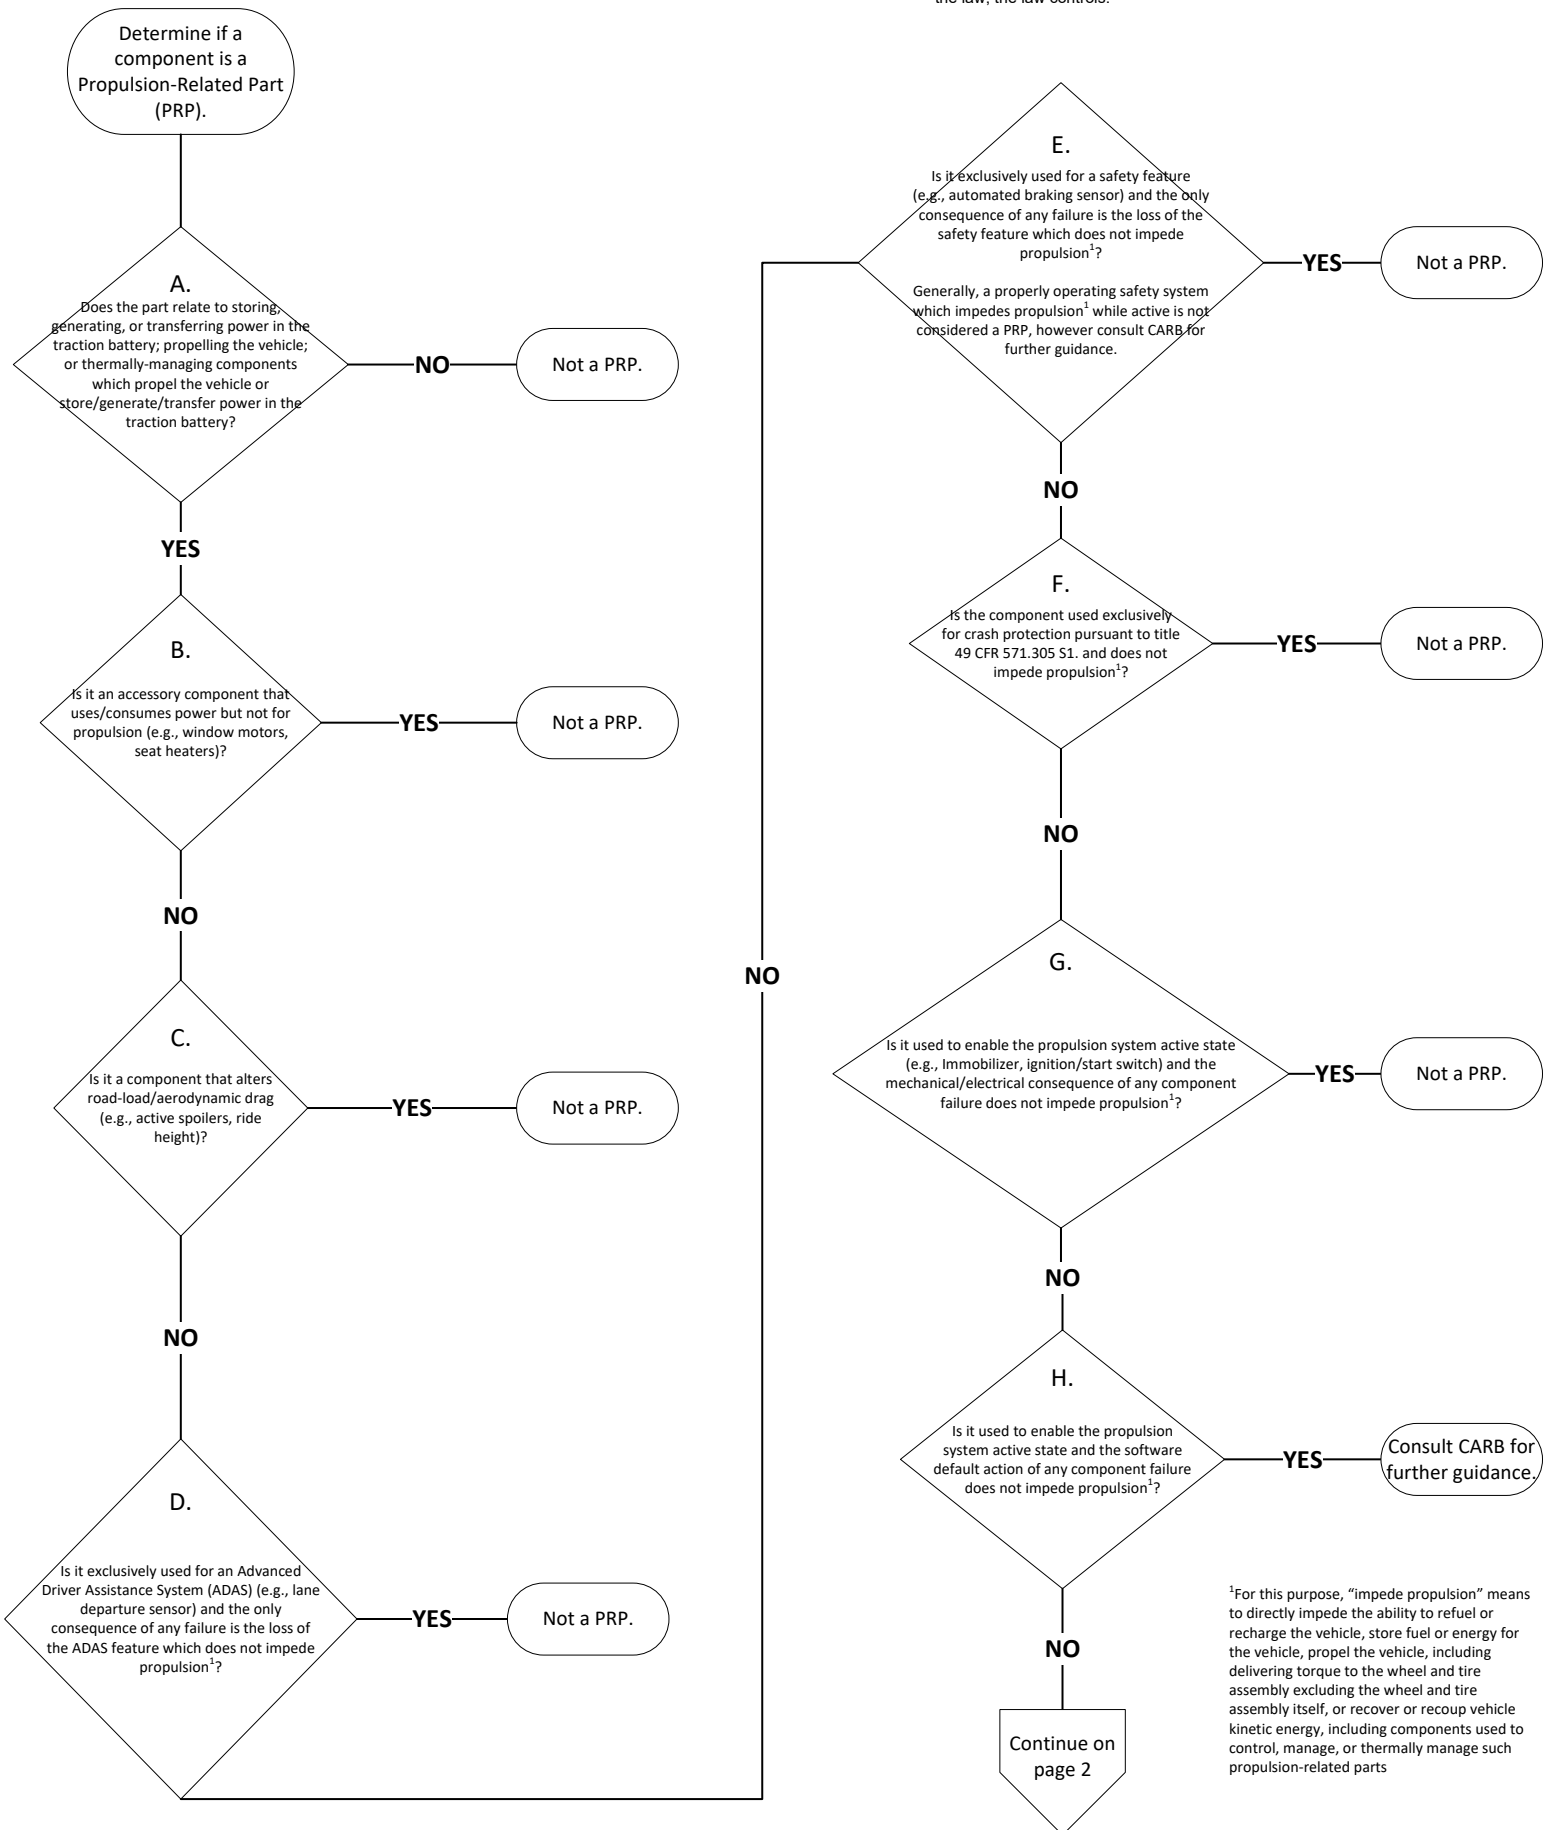 the law, the law controls.
Determine if a
component is a
Propulsion-Related Part
(PRP).
A.
Does the part relate to storing,
generating, or transferring power in the
traction battery; propelling the vehicle;
or thermally-managing components
which propel the vehicle or
store/generate/transfer power in the
traction battery?
NO
Not a PRP.
YES
B.
Is it an accessory component that
uses/consumes power but not for
propulsion (e.g., window motors,
seat heaters)?
YES
Not a PRP.
NO
C.
Is it a component that alters
road-load/aerodynamic drag
(e.g., active spoilers, ride
height)?
YES
Not a PRP.
NO
D.
Is it exclusively used for an Advanced
Driver Assistance System (ADAS) (e.g., lane
departure sensor) and the only
consequence of any failure is the loss of
the ADAS feature which does not impede
propulsion¹?
YES
Not a PRP.
NO
E.
Is it exclusively used for a safety feature
(e.g., automated braking sensor) and the only
consequence of any failure is the loss of the
safety feature which does not impede
propulsion¹?
Generally, a properly operating safety system
which impedes propulsion¹ while active is not
considered a PRP, however consult CARB for
further guidance.
YES
Not a PRP.
NO
F.
Is the component used exclusively
for crash protection pursuant to title
49 CFR 571.305 S1. and does not
impede propulsion¹?
YES
Not a PRP.
NO
G.
Is it used to enable the propulsion system active state
(e.g., Immobilizer, ignition/start switch) and the
mechanical/electrical consequence of any component
failure does not impede propulsion¹?
YES
Not a PRP.
NO
H.
Is it used to enable the propulsion
system active state and the software
default action of any component failure
does not impede propulsion¹?
YES
Consult CARB for
further guidance.
NO
Continue on
page 2
¹For this purpose, “impede propulsion” means
to directly impede the ability to refuel or
recharge the vehicle, store fuel or energy for
the vehicle, propel the vehicle, including
delivering torque to the wheel and tire
assembly excluding the wheel and tire
assembly itself, or recover or recoup vehicle
kinetic energy, including components used to
control, manage, or thermally manage such
propulsion-related parts